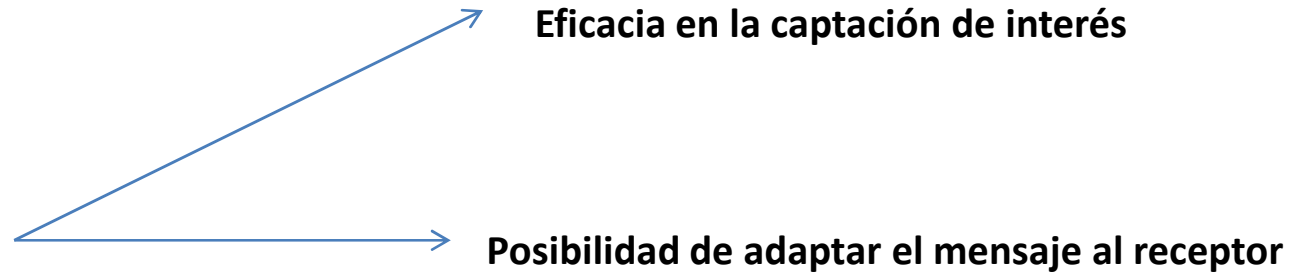 Eficacia en la captación de interés
Posibilidad de adaptar el mensaje al receptor